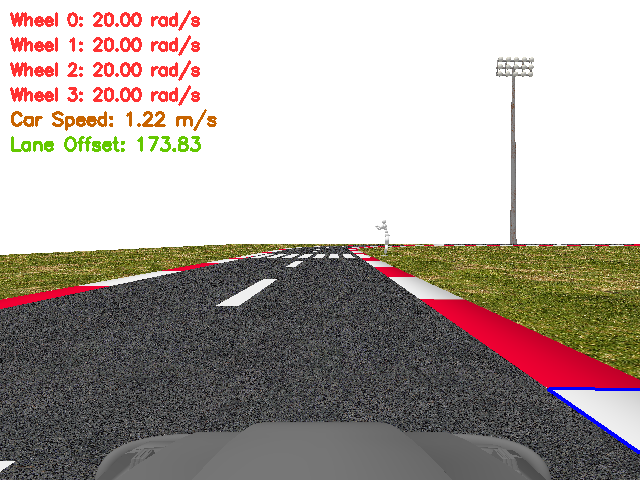 Wheel 0: 20.00 rad/s
Wheel 1: 20.00 rad/s
Wheel 2: 20.00 rad/s
Wheel 3: 20.00 rad/s
Car Speed: 1.22 m/s
Lane Offset: 173.83